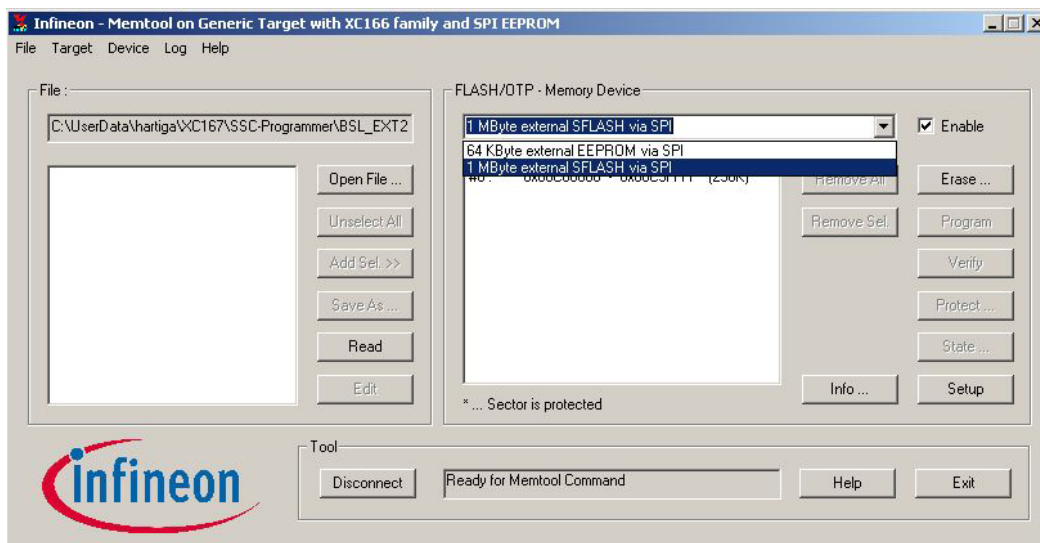 Infineon - Memtool on Generic Target with XC166 family and SPI EEPROM
File Target Device Log Help
File :
C:\UserData\hartiga\XC167\SSC-Programmer\BSL_EXT2
Open File ...
Unselect All
Add Sel. >>
Save As ...
Read
Edit
FLASH/OTP - Memory Device
1 MByte external SFLASH via SPI
Enable
64 KByte external EEPROM via SPI
1 MByte external SFLASH via SPI
Remove All
Remove Sel.
Erase ...
Program
Verify
Protect ...
State ...
Info ...
Setup
* ... Sector is protected
infineon
Tool
Disconnect
Ready for Memtool Command
Help
Exit